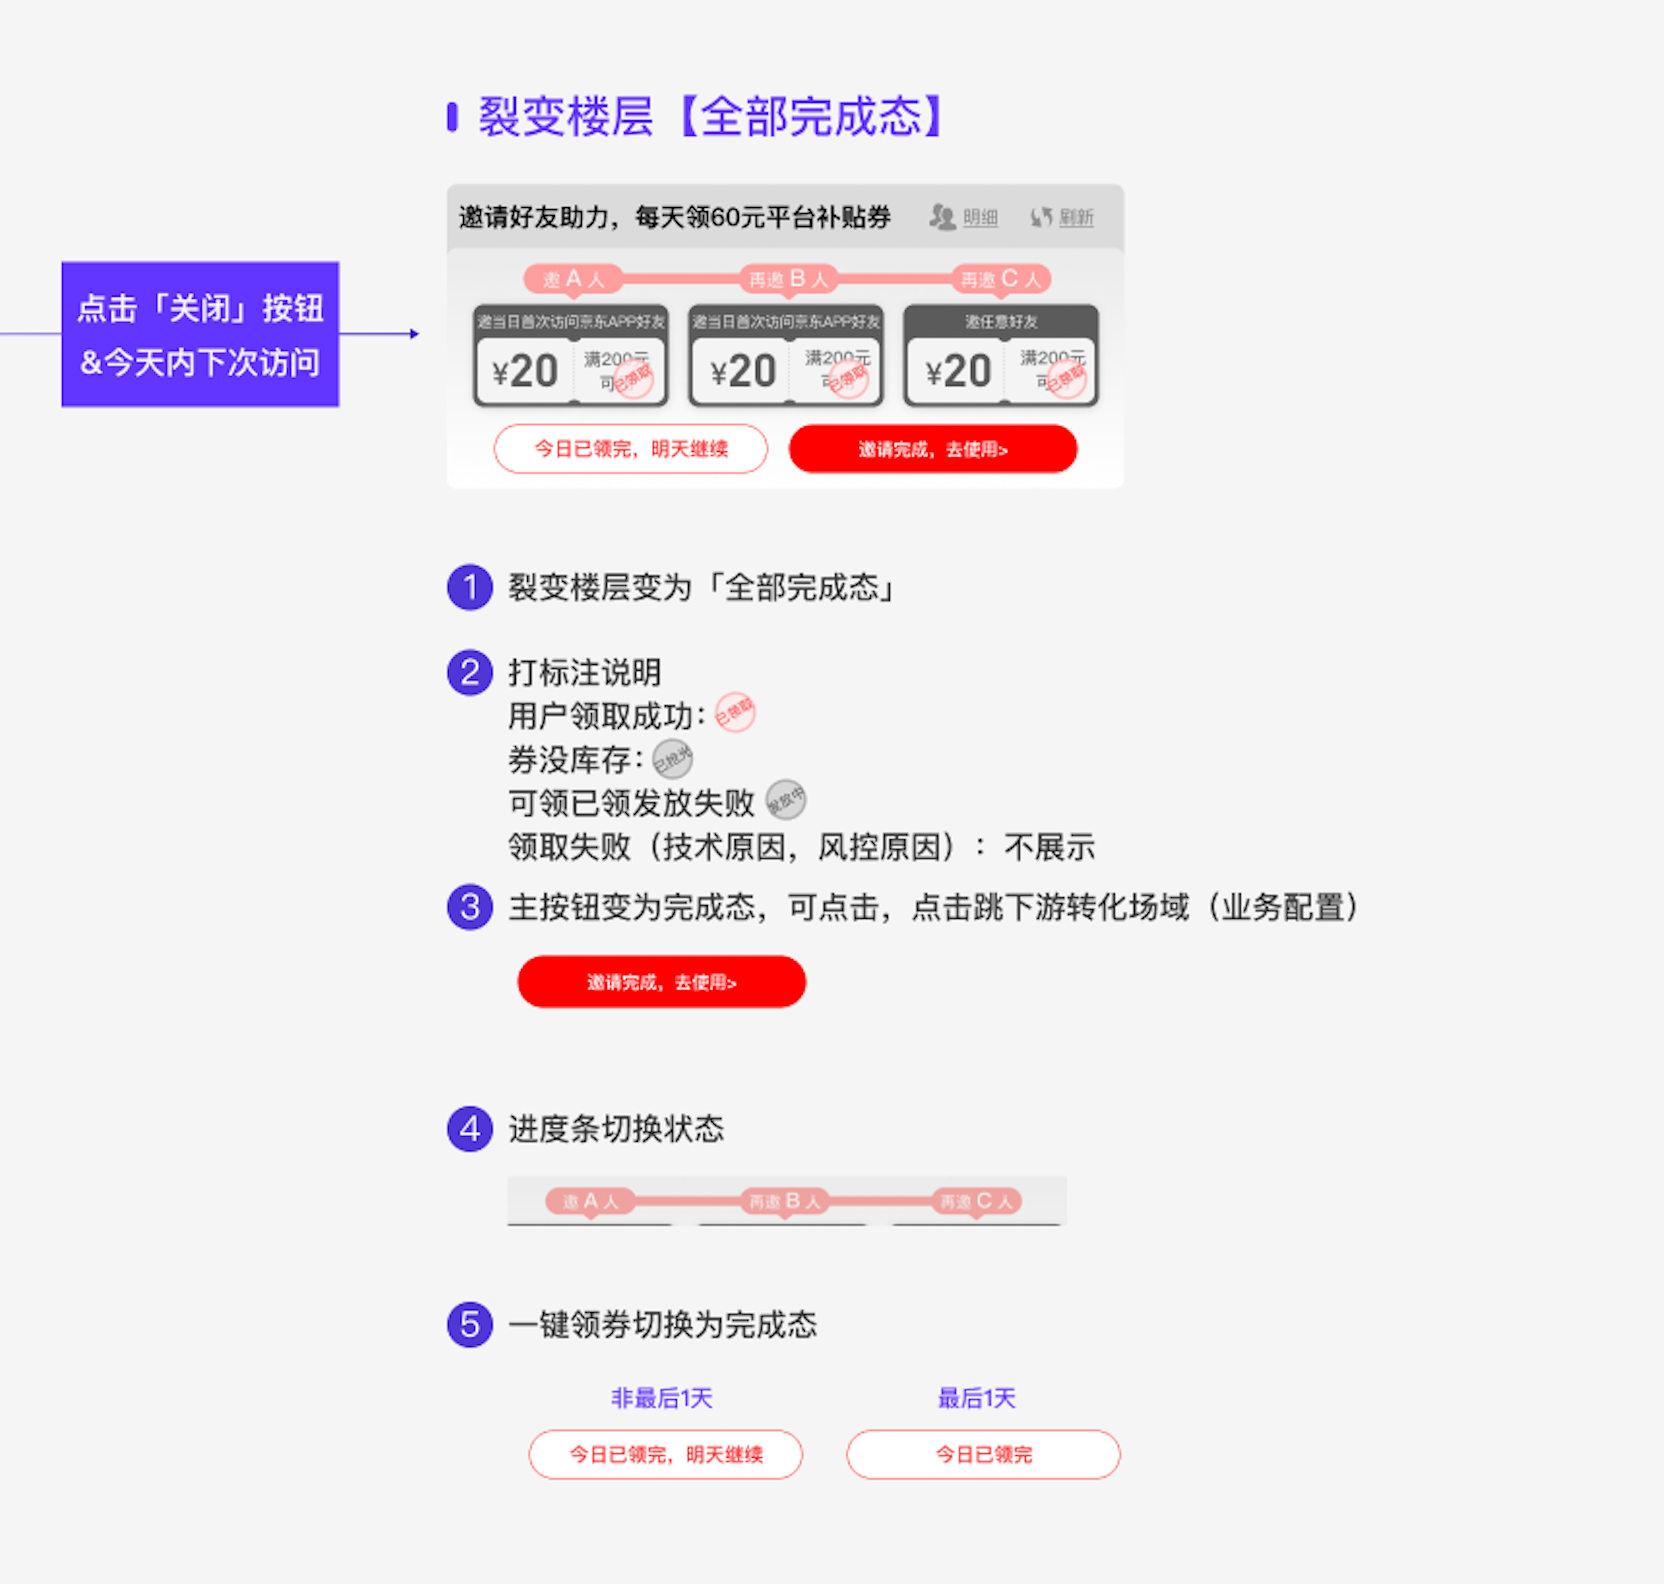 裂变楼层【全部完成态】
邀请好友助力，每天领60元平台补贴券
明细
刷新
点击「关闭」按钮
&今天内下次访问
邀 A 人
再邀 B 人
再邀 C 人
邀当日首次访问京东APP好友
邀当日首次访问京东APP好友
邀任意好友
¥20
满200元
可
已领取
¥20
满200元
已领取
¥20
满200元
可
已领取
今日已领完，明天继续
邀请完成，去使用>
1 裂变楼层变为「全部完成态」
2 打标注说明
用户领取成功：已领取
券没库存：已抢光
可领已领发放失败 发放中
领取失败（技术原因，风控原因）：不展示
3 主按钮变为完成态，可点击，点击跳下游转化场域（业务配置）
邀请完成，去使用>
4 进度条切换状态
邀 A 人
再邀 B 人
再邀 C 人
5 一键领券切换为完成态
非最后1天
最后1天
今日已领完，明天继续
今日已领完